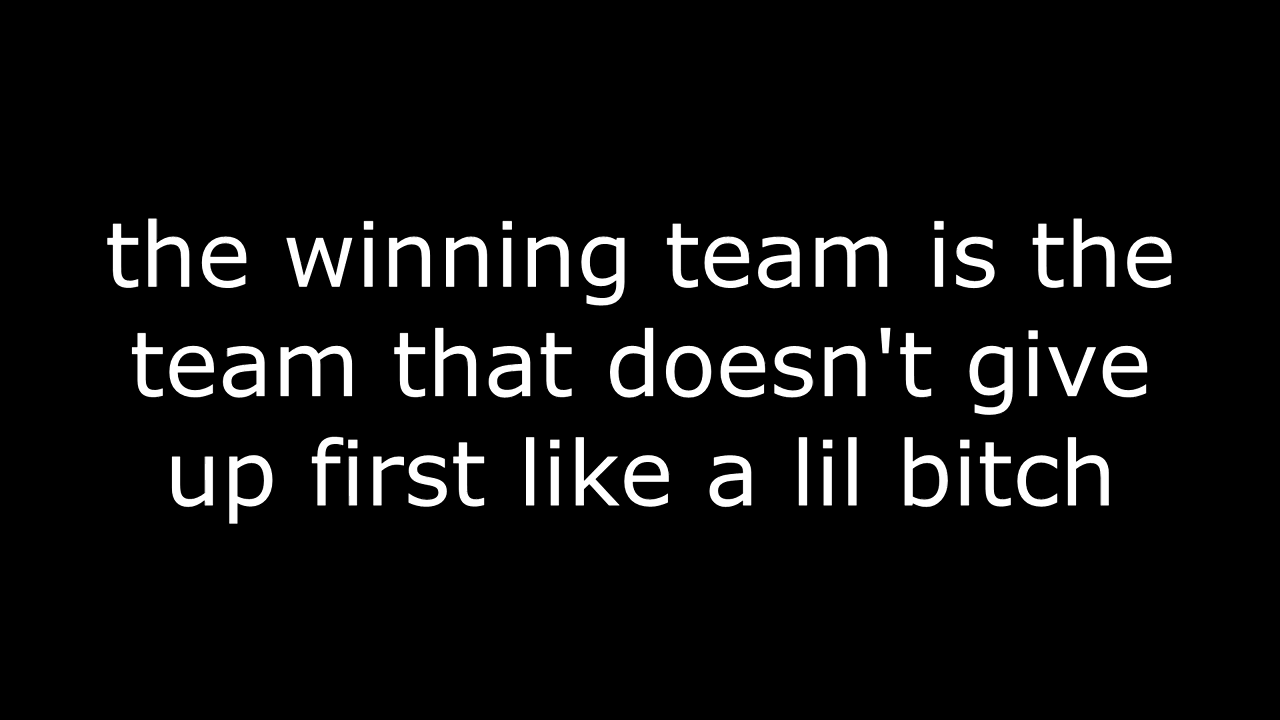 the winning team is the
team that doesn't give
up first like a lil bitch